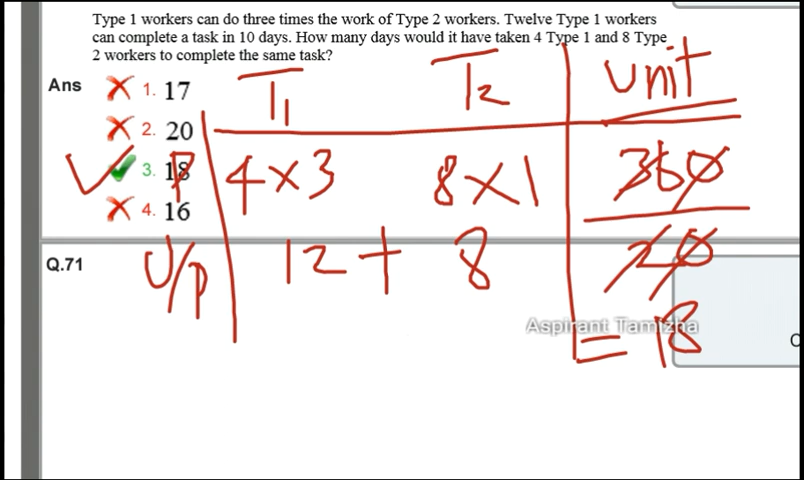 Type 1 workers can do three times the work of Type 2 workers. Twelve Type 1 workers
can complete a task in 10 days. How many days would it have taken 4 Type 1 and 8 Type
2 workers to complete the same task?
Ans
1. 17
2. 20
3. 18
4. 16
Q.71
T1 T2 unit
P 4×3 8×1 360
U/P 12 + 8 20
= 18
Aspirant Tamizha